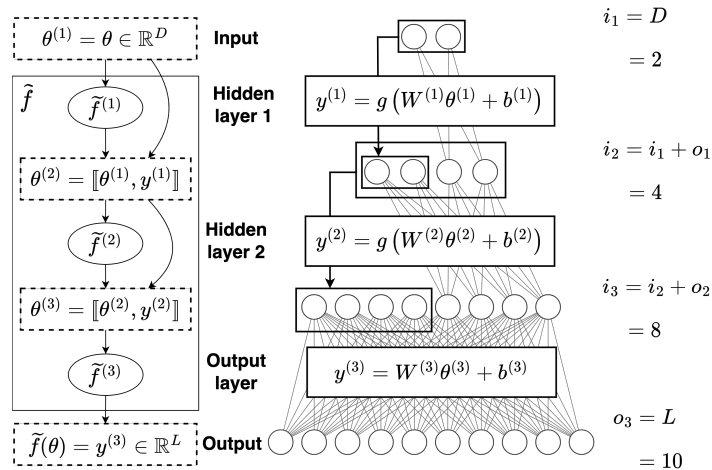 θ^(1) = θ ∈ ℝ^D
Input
i_1 = D
= 2
f̃
f̃^(1)
Hidden
layer 1
y^(1) = g (W^(1)θ^(1) + b^(1))
θ^(2) = ⟦θ^(1), y^(1)⟧
i_2 = i_1 + o_1
= 4
f̃^(2)
Hidden
layer 2
y^(2) = g (W^(2)θ^(2) + b^(2))
θ^(3) = ⟦θ^(2), y^(2)⟧
i_3 = i_2 + o_2
= 8
f̃^(3)
Output
layer
y^(3) = W^(3)θ^(3) + b^(3)
f̃(θ) = y^(3) ∈ ℝ^L
Output
o_3 = L
= 10